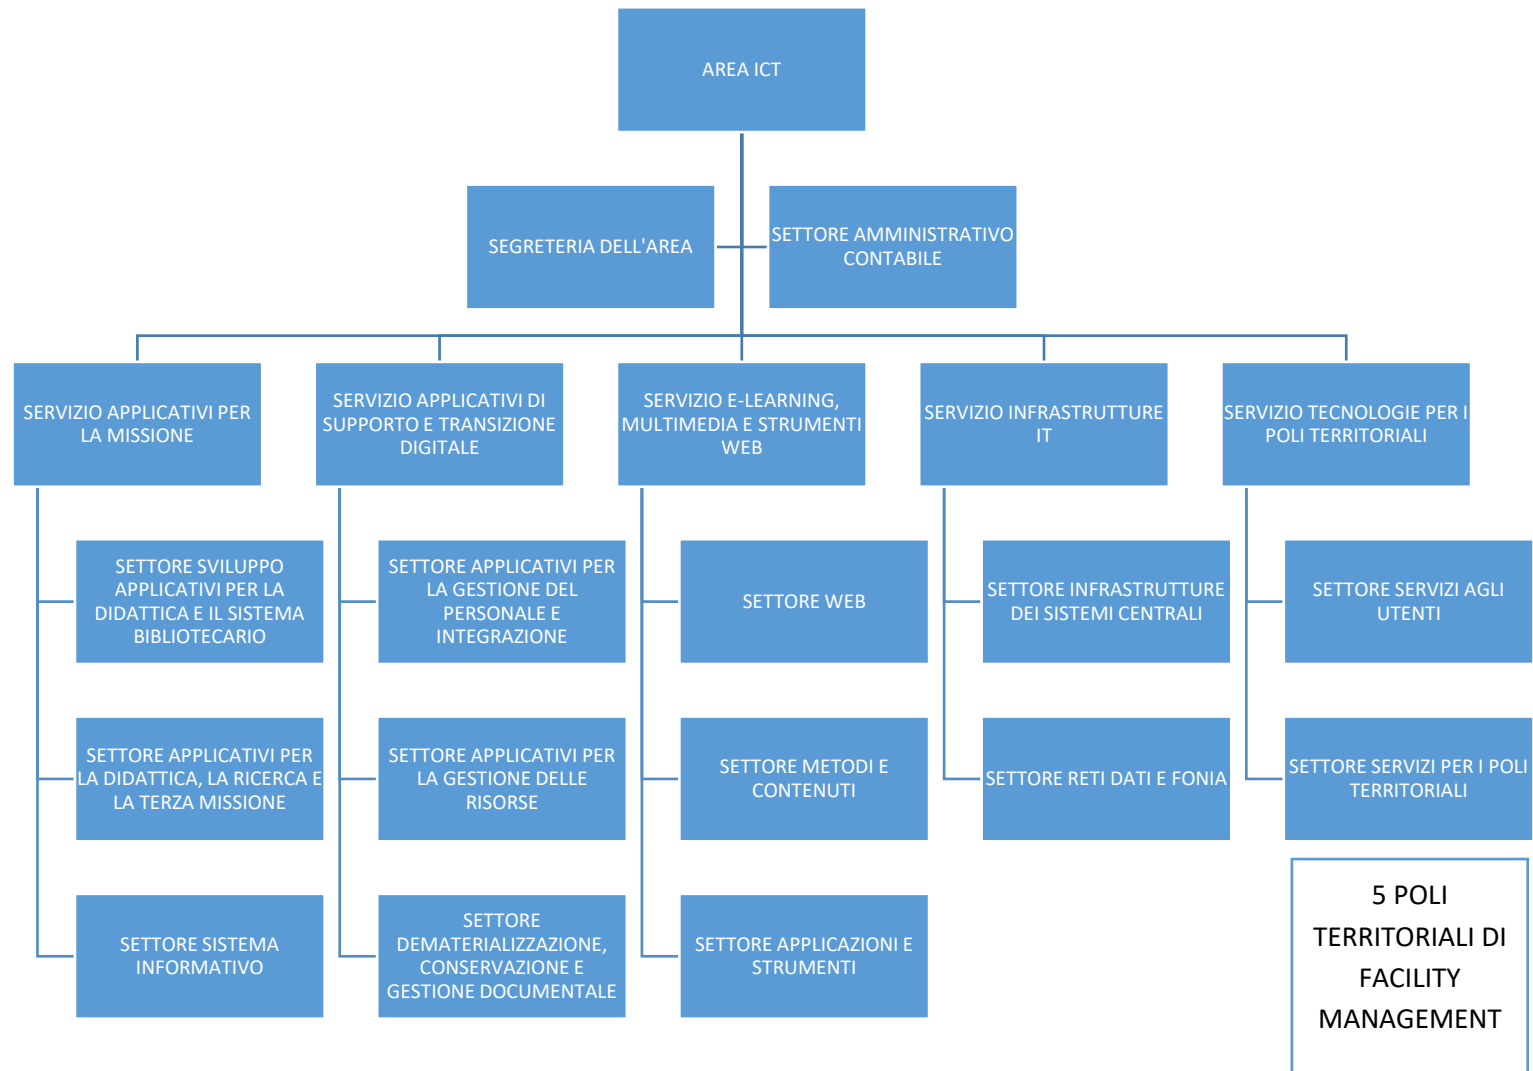 AREA ICT
SEGRETERIA DELL'AREA
SETTORE AMMINISTRATIVO
CONTABILE
SERVIZIO APPLICATIVI PER
LA MISSIONE
SERVIZIO APPLICATIVI DI
SUPPORTO E TRANSIZIONE
DIGITALE
SERVIZIO E-LEARNING,
MULTIMEDIA E STRUMENTI
WEB
SERVIZIO INFRASTRUTTURE
IT
SERVIZIO TECNOLOGIE PER I
POLI TERRITORIALI
SETTORE SVILUPPO
APPLICATIVI PER LA
DIDATTICA E IL SISTEMA
BIBLIOTECARIO
SETTORE APPLICATIVI PER
LA GESTIONE DEL
PERSONALE E
INTEGRAZIONE
SETTORE WEB
SETTORE INFRASTRUTTURE
DEI SISTEMI CENTRALI
SETTORE SERVIZI AGLI
UTENTI
SETTORE APPLICATIVI PER
LA DIDATTICA, LA RICERCA E
LA TERZA MISSIONE
SETTORE APPLICATIVI PER
LA GESTIONE DELLE
RISORSE
SETTORE METODI E
CONTENUTI
SETTORE RETI DATI E FONIA
SETTORE SERVIZI PER I POLI
TERRITORIALI
SETTORE SISTEMA
INFORMATIVO
SETTORE
DEMATERIALIZZAZIONE,
CONSERVAZIONE E
GESTIONE DOCUMENTALE
SETTORE APPLICAZIONI E
STRUMENTI
5 POLI
TERRITORIALI DI
FACILITY
MANAGEMENT